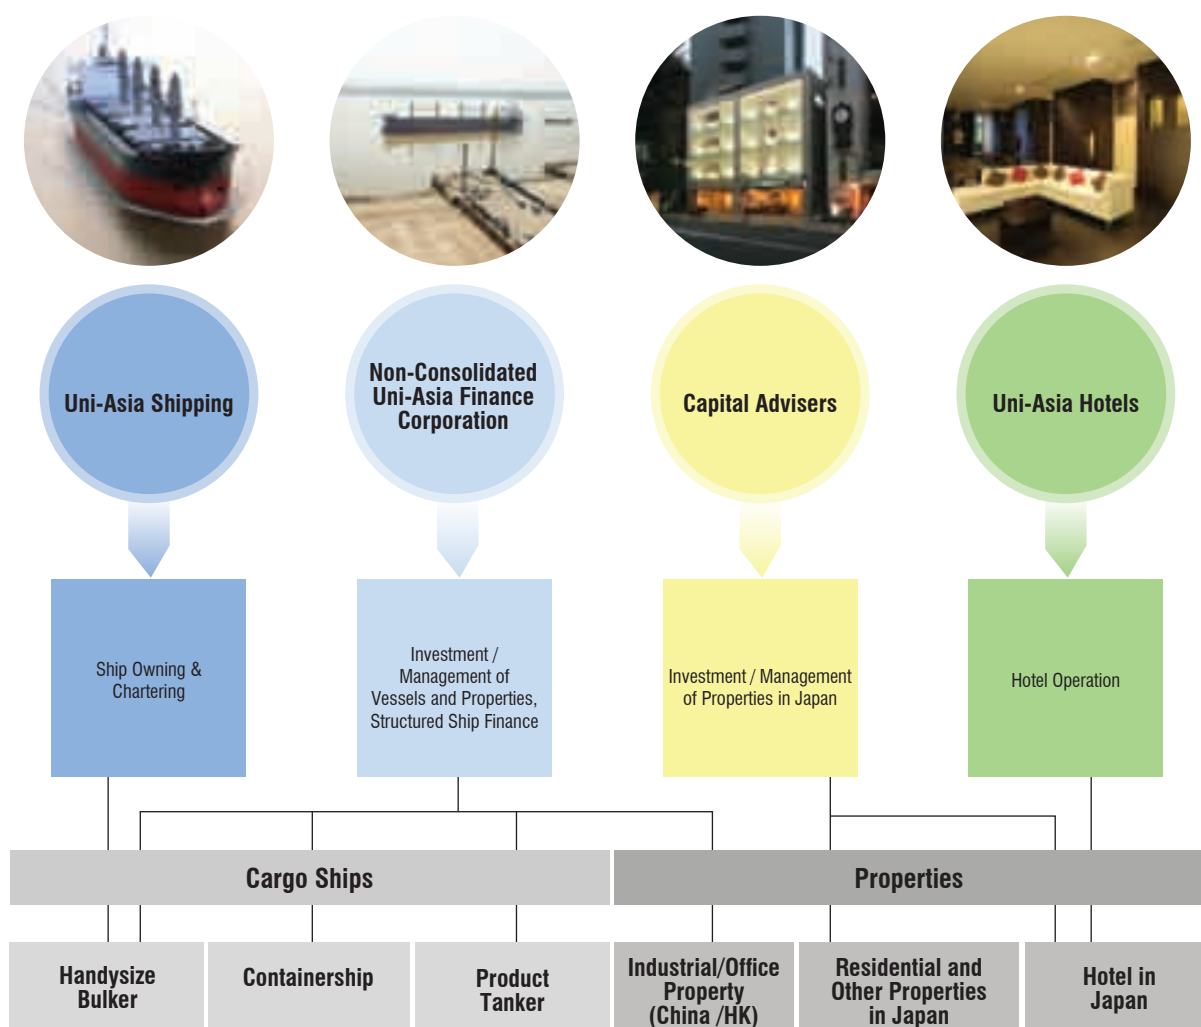 Uni-Asia Shipping
Non-Consolidated
Uni-Asia Finance
Corporation
Capital Advisers
Uni-Asia Hotels
Ship Owning &
Chartering
Investment /
Management of
Vessels and Properties,
Structured Ship Finance
Investment / Management
of Properties in Japan
Hotel Operation
Cargo Ships
Properties
Handysize
Bulker
Containership
Product
Tanker
Industrial/Office
Property
(China /HK)
Residential and
Other Properties
in Japan
Hotel in
Japan